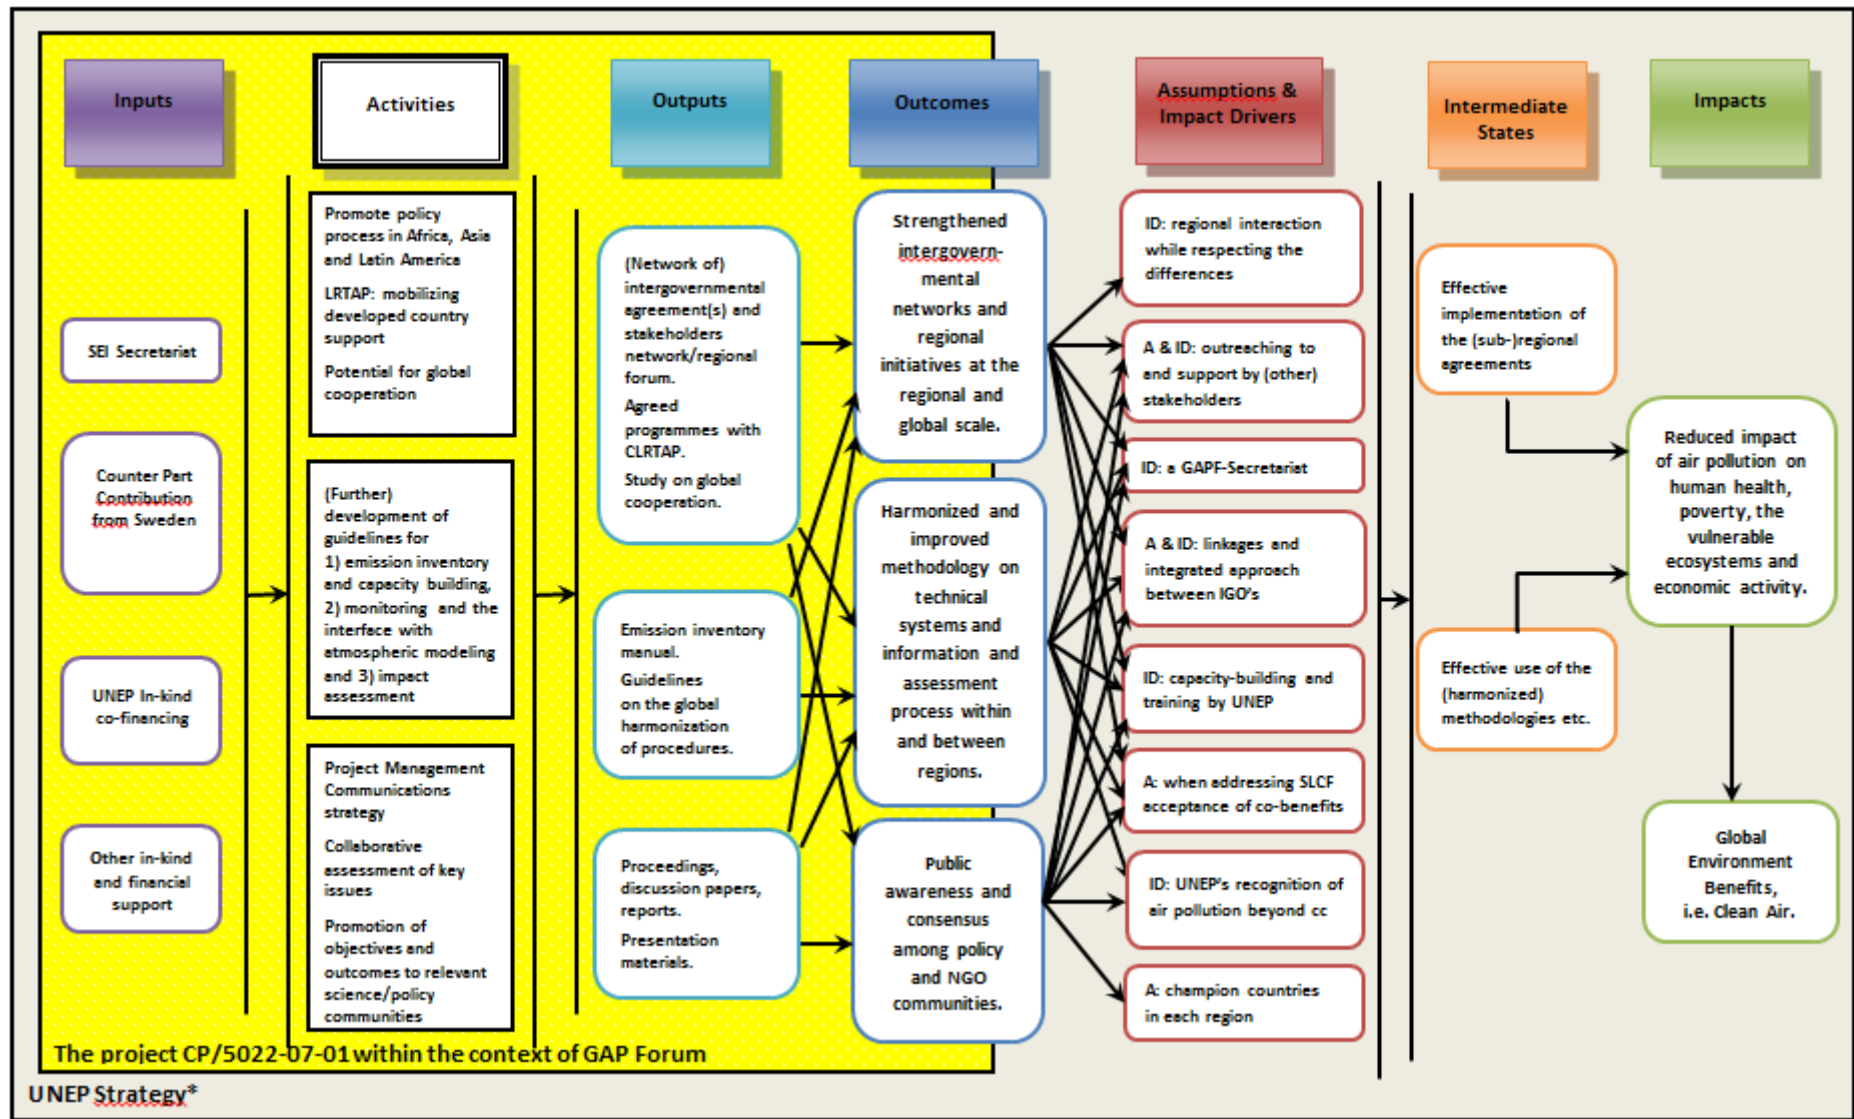 Inputs
Activities
Outputs
Outcomes
Assumptions &
Impact Drivers
Intermediate
States
Impacts
SEI Secretariat
Counter Part
Contribution
from Sweden
UNEP In-kind
co-financing
Other in-kind
and financial
support
Promote policy
process in Africa, Asia
and Latin America
LRTAP: mobilizing
developed country
support
Potential for global
cooperation
(Further)
development of
guidelines for
1) emission inventory
and capacity building,
2) monitoring and the
interface with
atmospheric modeling
and 3) impact
assessment
Project Management
Communications
strategy
Collaborative
assessment of key
issues
Promotion of
objectives and
outcomes to relevant
science/policy
communities
(Network of)
intergovernmental
agreement(s) and
stakeholders
network/regional
forum.
Agreed
programmes with
CLRTAP.
Study on global
cooperation.
Emission inventory
manual.
Guidelines
on the global
harmonization
of procedures.
Proceedings,
discussion papers,
reports.
Presentation
materials.
Strengthened
intergovern-
mental
networks and
regional
initiatives at the
regional and
global scale.
Harmonized and
improved
methodology on
technical
systems and
information and
assessment
process within
and between
regions.
Public
awareness and
consensus
among policy
and NGO
communities.
ID: regional interaction
while respecting the
differences
A & ID: outreaching to
and support by (other)
stakeholders
ID: a GAPF-Secretariat
A & ID: linkages and
integrated approach
between IGO's
ID: capacity-building and
training by UNEP
A: when addressing SLCF
acceptance of co-benefits
ID: UNEP's recognition of
air pollution beyond cc
A: champion countries
in each region
Effective
implementation of
the (sub-)regional
agreements
Effective use of the
(harmonized)
methodologies etc.
Reduced impact
of air pollution on
human health,
poverty, the
vulnerable
ecosystems and
economic activity.
Global
Environment
Benefits,
i.e. Clean Air.
The project CP/5022-07-01 within the context of GAP Forum
UNEP Strategy*